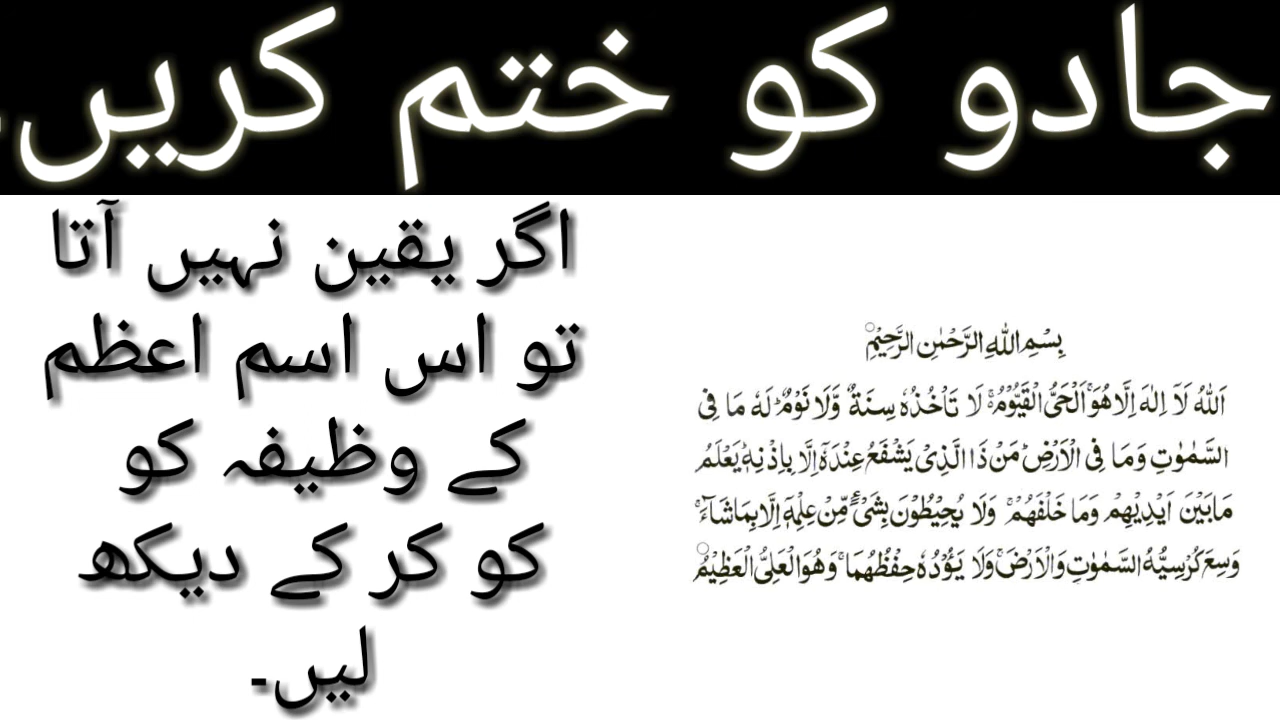 جادو کو ختم کریں۔
اگر یقین نہیں آتا
تو اس اسم اعظم
کے وظیفہ کو
کو کر کے دیکھ
لیں۔
بِسْمِ اللّٰهِ الرَّحْمٰنِ الرَّحِیْمِ○
اَللّٰهُ لَاۤ اِلٰهَ اِلَّا هُوَ ۚ اَلْحَیُّ الْقَیُّوْمُ ۚ۬ لَا تَاْخُذُهٗ سِنَةٌ وَّلَا نَوْمٌ ؕ لَهٗ مَا فِی
السَّمٰوٰتِ وَمَا فِی الْاَرْضِ ؕ مَنْ ذَا الَّذِیْ یَشْفَعُ عِنْدَهٗۤ اِلَّا بِاِذْنِهٖ ؕ یَعْلَمُ
مَا بَیْنَ اَیْدِیْهِمْ وَمَا خَلْفَهُمْ ۚ وَلَا یُحِیْطُوْنَ بِشَیْءٍ مِّنْ عِلْمِهٖۤ اِلَّا بِمَا شَآءَ ۚ
وَسِعَ كُرْسِیُّهُ السَّمٰوٰتِ وَالْاَرْضَ ۚ وَلَا یَـُٔوْدُهٗ حِفْظُهُمَا ۚ وَهُوَ الْعَلِیُّ الْعَظِیْمُ○